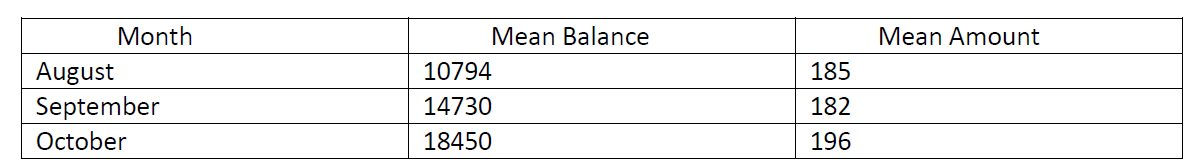 Month Mean Balance Mean Amount
August 10794 185
September 14730 182
October 18450 196